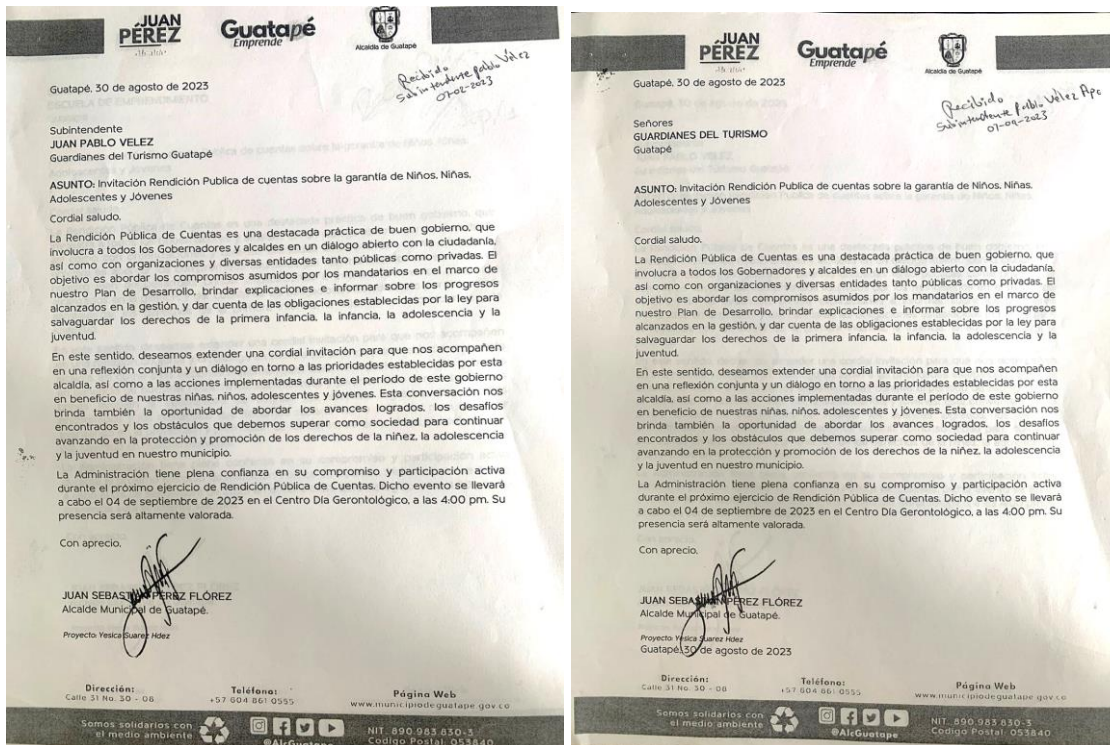 JUAN
PÉREZ
Guatapé
Emprende
Alcaldía de Guatapé
Guatapé, 30 de agosto de 2023
Recibido
Subintendente pablo Vélez
07-02-2023
Subintendente
JUAN PABLO VELEZ
Guardianes del Turismo Guatapé
ASUNTO: Invitación Rendición Publica de cuentas sobre la garantía de Niños, Niñas,
Adolescentes y Jóvenes
Cordial saludo,
La Rendición Pública de Cuentas es una destacada práctica de buen gobierno, que
involucra a todos los Gobernadores y alcaldes en un diálogo abierto con la ciudadanía,
así como con organizaciones y diversas entidades tanto públicas como privadas. El
objetivo es abordar los compromisos asumidos por los mandatarios en el marco de
nuestro Plan de Desarrollo, brindar explicaciones e informar sobre los progresos
alcanzados en la gestión, y dar cuenta de las obligaciones establecidas por la ley para
salvaguardar los derechos de la primera infancia, la infancia, la adolescencia y la
juventud.
En este sentido, deseamos extender una cordial invitación para que nos acompañen
en una reflexión conjunta y un diálogo en torno a las prioridades establecidas por esta
alcaldía, así como a las acciones implementadas durante el período de este gobierno
en beneficio de nuestras niñas, niños, adolescentes y jóvenes. Esta conversación nos
brinda también la oportunidad de abordar los avances logrados, los desafíos
encontrados y los obstáculos que debemos superar como sociedad para continuar
avanzando en la protección y promoción de los derechos de la niñez, la adolescencia
y la juventud en nuestro municipio.
La Administración tiene plena confianza en su compromiso y participación activa
durante el próximo ejercicio de Rendición Pública de Cuentas. Dicho evento se llevará
a cabo el 04 de septiembre de 2023 en el Centro Día Gerontológico, a las 4:00 pm. Su
presencia será altamente valorada.
Con aprecio,
JUAN SEBASTIAN PÉREZ FLÓREZ
Alcalde Municipal de Guatapé.
Proyecto: Yesica Suarez Hdez
Dirección:
Calle 31 No. 30 - 08
Teléfono:
+57 604 861 0555
Página Web
www.municipiodeguatape.gov.co
Somos solidarios con
el medio ambiente
@AlcGuatape
NIT. 890.983.830-3
Codigo Postal: 053840
JUAN
PÉREZ
Guatapé
Emprende
Alcaldía de Guatapé
Guatapé, 30 de agosto de 2023
Recibido
Subintendente pablo Vélez Apc
07-09-2023
Señores
GUARDIANES DEL TURISMO
Guatapé
ASUNTO: Invitación Rendición Publica de cuentas sobre la garantía de Niños, Niñas,
Adolescentes y Jóvenes
Cordial saludo,
La Rendición Pública de Cuentas es una destacada práctica de buen gobierno, que
involucra a todos los Gobernadores y alcaldes en un diálogo abierto con la ciudadanía,
así como con organizaciones y diversas entidades tanto públicas como privadas. El
objetivo es abordar los compromisos asumidos por los mandatarios en el marco de
nuestro Plan de Desarrollo, brindar explicaciones e informar sobre los progresos
alcanzados en la gestión, y dar cuenta de las obligaciones establecidas por la ley para
salvaguardar los derechos de la primera infancia, la infancia, la adolescencia y la
juventud.
En este sentido, deseamos extender una cordial invitación para que nos acompañen
en una reflexión conjunta y un diálogo en torno a las prioridades establecidas por esta
alcaldía, así como a las acciones implementadas durante el período de este gobierno
en beneficio de nuestras niñas, niños, adolescentes y jóvenes. Esta conversación nos
brinda también la oportunidad de abordar los avances logrados, los desafíos
encontrados y los obstáculos que debemos superar como sociedad para continuar
avanzando en la protección y promoción de los derechos de la niñez, la adolescencia
y la juventud en nuestro municipio.
La Administración tiene plena confianza en su compromiso y participación activa
durante el próximo ejercicio de Rendición Pública de Cuentas. Dicho evento se llevará
a cabo el 04 de septiembre de 2023 en el Centro Día Gerontológico, a las 4:00 pm. Su
presencia será altamente valorada.
Con aprecio,
JUAN SEBASTIAN PÉREZ FLÓREZ
Alcalde Municipal de Guatapé.
Proyecto: Yesica Suarez Hdez
Guatapé, 30 de agosto de 2023
Dirección:
Calle 31 No. 30 - 08
Teléfono:
+57 604 861 0555
Página Web
www.municipiodeguatape.gov.co
Somos solidarios con
el medio ambiente
@AlcGuatape
NIT. 890.983.830-3
Codigo Postal: 053840